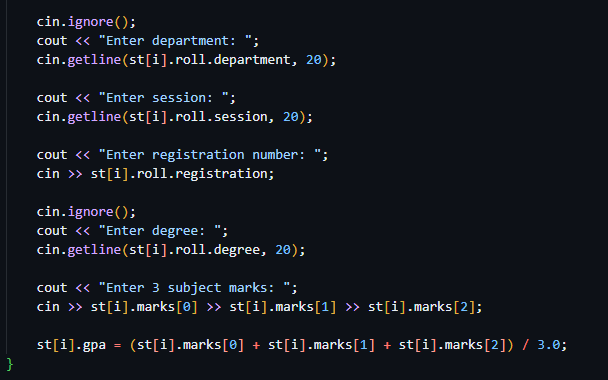 cin.ignore();
cout << "Enter department: ";
cin.getline(st[i].roll.department, 20);
cout << "Enter session: ";
cin.getline(st[i].roll.session, 20);
cout << "Enter registration number: ";
cin >> st[i].roll.registration;
cin.ignore();
cout << "Enter degree: ";
cin.getline(st[i].roll.degree, 20);
cout << "Enter 3 subject marks: ";
cin >> st[i].marks[0] >> st[i].marks[1] >> st[i].marks[2];
st[i].gpa = (st[i].marks[0] + st[i].marks[1] + st[i].marks[2]) / 3.0;
}